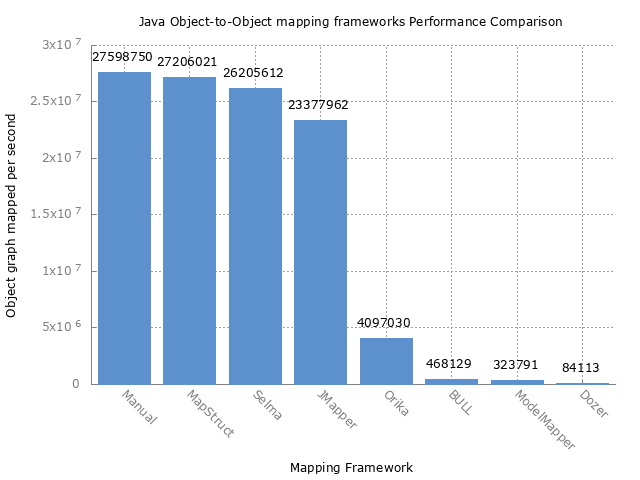 Java Object-to-Object mapping frameworks Performance Comparison
3x10 7
2.5x10 7
2x10 7
1.5x10 7
1x10 7
5x10 6
0
Object graph mapped per second
27598750
27206021
26205612
23377962
4097030
468129
323791
84113
Manual
MapStruct
Selma
JMapper
Orika
BULL
ModelMapper
Dozer
Mapping Framework